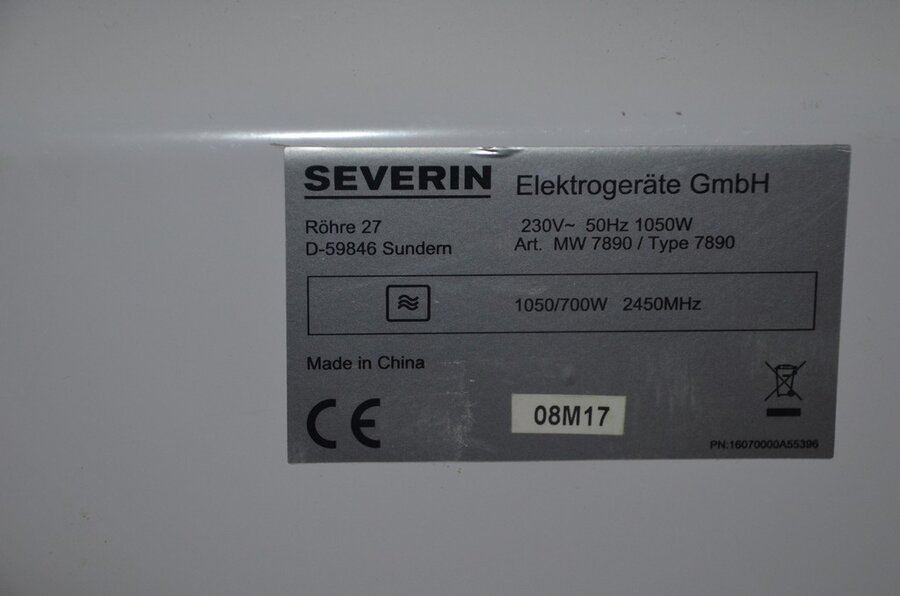 SEVERIN Elektrogeräte GmbH
Röhre 27
D-59846 Sundern
230V~ 50Hz 1050W
Art. MW 7890 / Type 7890
1050/700W 2450MHz
Made in China
CE
08M17
PN:16070000A55396